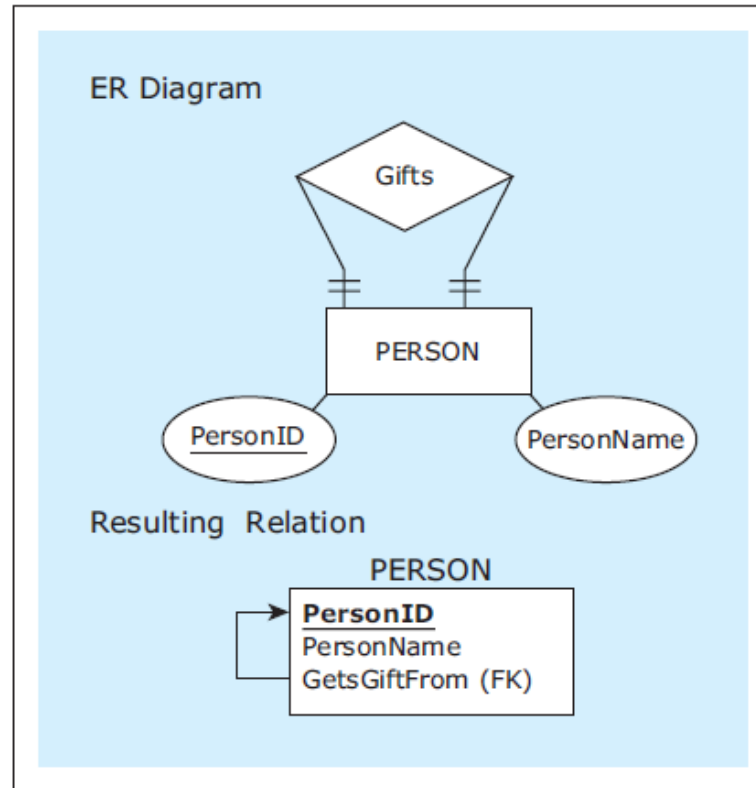 ER Diagram
Gifts
PERSON
PersonID
PersonName
Resulting Relation
PERSON
PersonID
PersonName
GetsGiftFrom (FK)